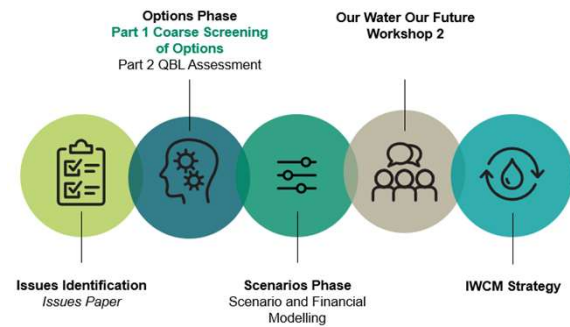 Options Phase
Part 1 Coarse Screening
of Options
Part 2 QBL Assessment
Our Water Our Future
Workshop 2
Issues Identification
Issues Paper
Scenarios Phase
Scenario and Financial
Modelling
IWCM Strategy